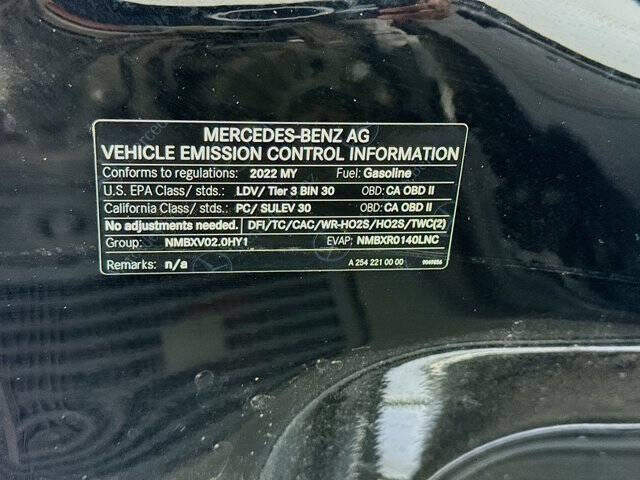 MERCEDES-BENZ AG
VEHICLE EMISSION CONTROL INFORMATION
Conforms to regulations: 2022 MY Fuel: Gasoline
U.S. EPA Class/ stds.: LDV/ Tier 3 BIN 30 OBD: CA OBD II
California Class/ stds.: PC/ SULEV 30 OBD: CA OBD II
No adjustments needed. DFI/TC/CAC/WR-HO2S/HO2S/TWC(2)
Group: NMBXV02.0HY1 EVAP: NMBXR0140LNC
Remarks: n/a A 254 221 00 00